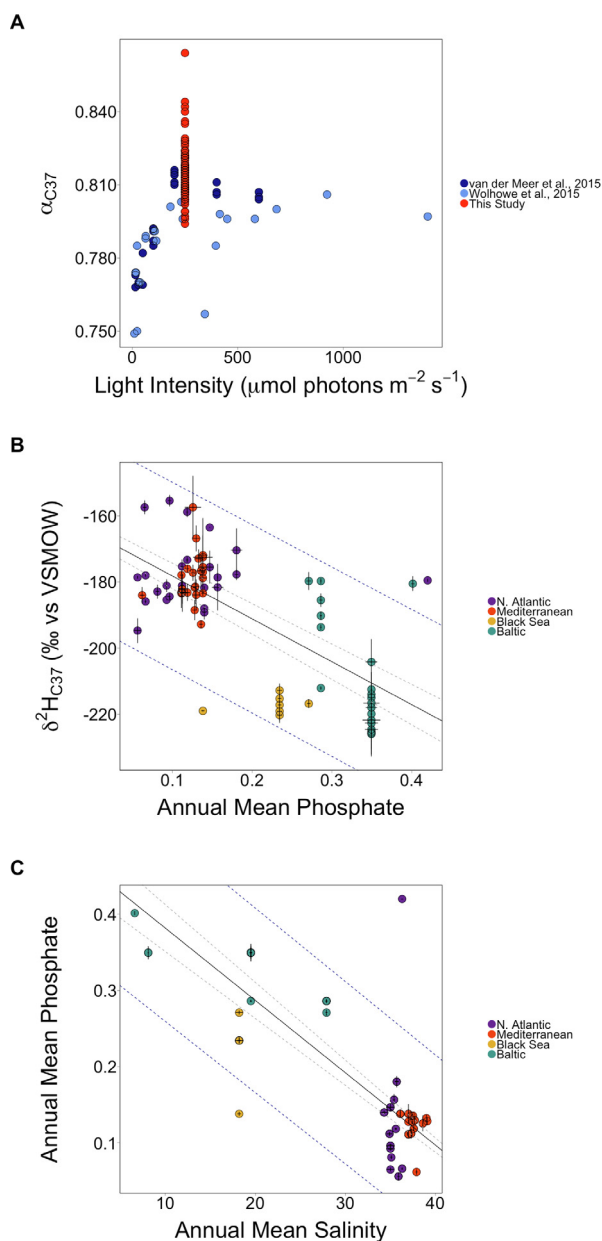 A
0.840
0.810
0.780
0.750
αC37
0
500
1000
Light Intensity (μmol photons m−2 s−1)
van der Meer et al., 2015
Wolhowe et al., 2015
This Study
B
-160
-180
-200
-220
δ2HC37 (‰ vs VSMOW)
0.1
0.2
0.3
0.4
Annual Mean Phosphate
N. Atlantic
Mediterranean
Black Sea
Baltic
C
0.4
0.3
0.2
0.1
Annual Mean Phosphate
10
20
30
40
Annual Mean Salinity
N. Atlantic
Mediterranean
Black Sea
Baltic